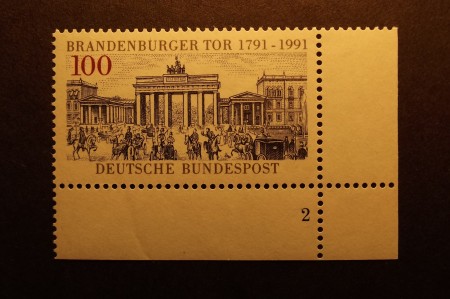 BRANDENBURGER TOR 1791-1991
100
DEUTSCHE BUNDESPOST
2